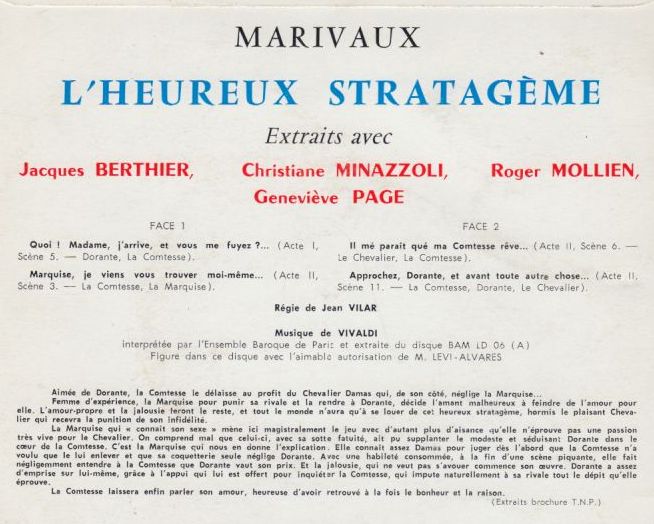 MARIVAUX
L'HEUREUX STRATAGÈME
Extraits avec
Jacques BERTHIER, Christiane MINAZZOLI, Roger MOLLIEN,
Geneviève PAGE
FACE 1
Quoi ! Madame, j'arrive, et vous me fuyez ?... (Acte I,
Scène 5. — Dorante, La Comtesse).
Marquise, je viens vous trouver moi-même... (Acte II,
Scène 3. — La Comtesse, La Marquise).
FACE 2
Il mé paraît qué ma Comtesse rêve... (Acte II, Scène 6. —
Le Chevalier, La Comtesse).
Approchez, Dorante, et avant toute autre chose... (Acte II,
Scène 11. — La Comtesse, Dorante, Le Chevalier).
Régie de Jean VILAR
Musique de VIVALDI
interprétée par l'Ensemble Baroque de Paris et extraite du disque BAM LD 06 (A)
Figure dans ce disque avec l'aimable autorisation de M. LEVI-ALVARES
Aimée de Dorante, la Comtesse le délaisse au profit du Chevalier Damas qui, de son côté, néglige la Marquise...
Femme d'expérience, la Marquise pour punir sa rivale et la rendre à Dorante, décide l'amant malheureux à feindre de l'amour pour
elle. L'amour-propre et la jalousie feront le reste, et tout le monde n'aura qu'à se louer de cet heureux stratagème, hormis le plaisant Cheva-
lier qui recevra la punition de son infidélité.
La Marquise qui « connaît son sexe » mène ici magistralement le jeu avec d'autant plus d'aisance qu'elle n'éprouve pas une passion
très vive pour le Chevalier. On comprend mal que celui-ci, avec sa sotte fatuité, ait pu supplanter le modeste et séduisant Dorante dans le
cœur de la Comtesse. C'est la Marquise qui nous en donne l'explication. Elle connaît assez Damas pour juger dès l'abord que la Comtesse n'a
voulu que le lui enlever et que sa coquetterie seule néglige Dorante. Avec une habileté consommée, à la fin d'une scène piquante, elle fait
négligemment entendre à la Comtesse que Dorante vaut son prix. Et la jalousie, qui ne veut pas s'avouer commence son œuvre. Dorante a assez
d'emprise sur lui-même, grâce à l'appui qui lui est offert pour inquiéter la Comtesse, qui impute naturellement à sa rivale tout le dépit qu'elle
éprouve.
La Comtesse laissera enfin parler son amour, heureuse d'avoir retrouvé à la fois le bonheur et la raison.
(Extraits brochure T.N.P.)